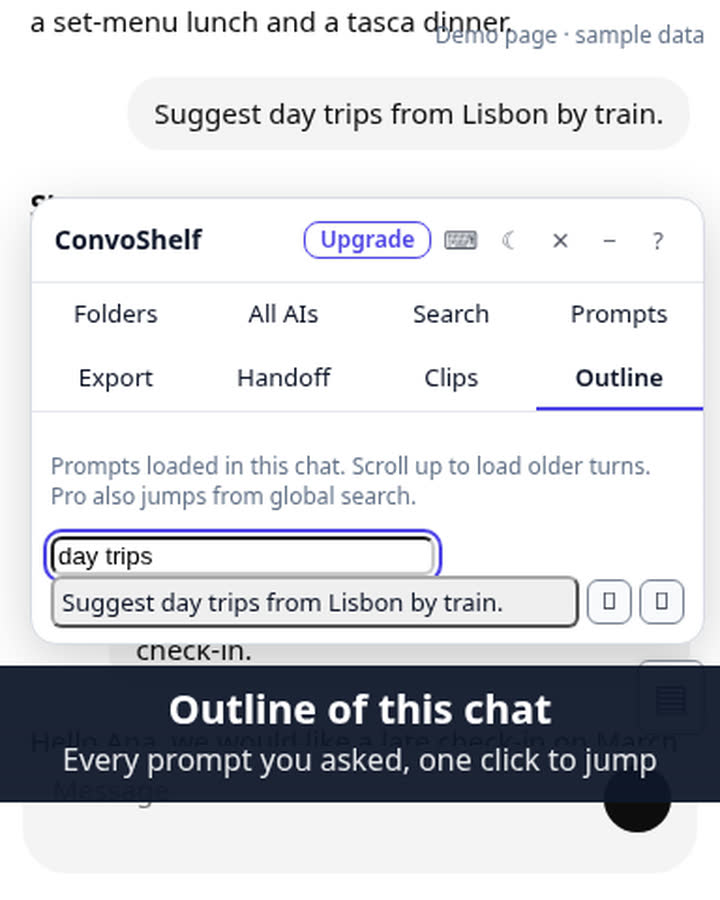 a set-menu lunch and a tasca dinner.
Demo page · sample data
Suggest day trips from Lisbon by train.
ConvoShelf Upgrade ?
Folders All AIs Search Prompts
Export Handoff Clips Outline
Prompts loaded in this chat. Scroll up to load older turns.
Pro also jumps from global search.
day trips
Suggest day trips from Lisbon by train.
check-in.
Outline of this chat
Hello Ana, we would like a late check-in on March
Every prompt you asked, one click to jump
Message